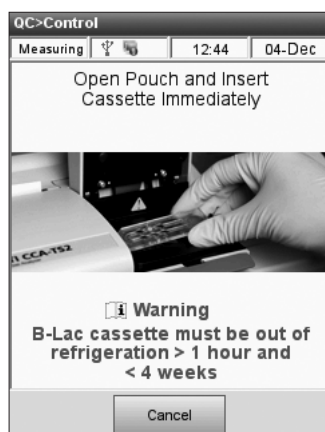 QC>Control
Measuring 12:44 04-Dec
Open Pouch and Insert
Cassette Immediately
CCA-TS2
Warning
B-Lac cassette must be out of
refrigeration > 1 hour and
< 4 weeks
Cancel